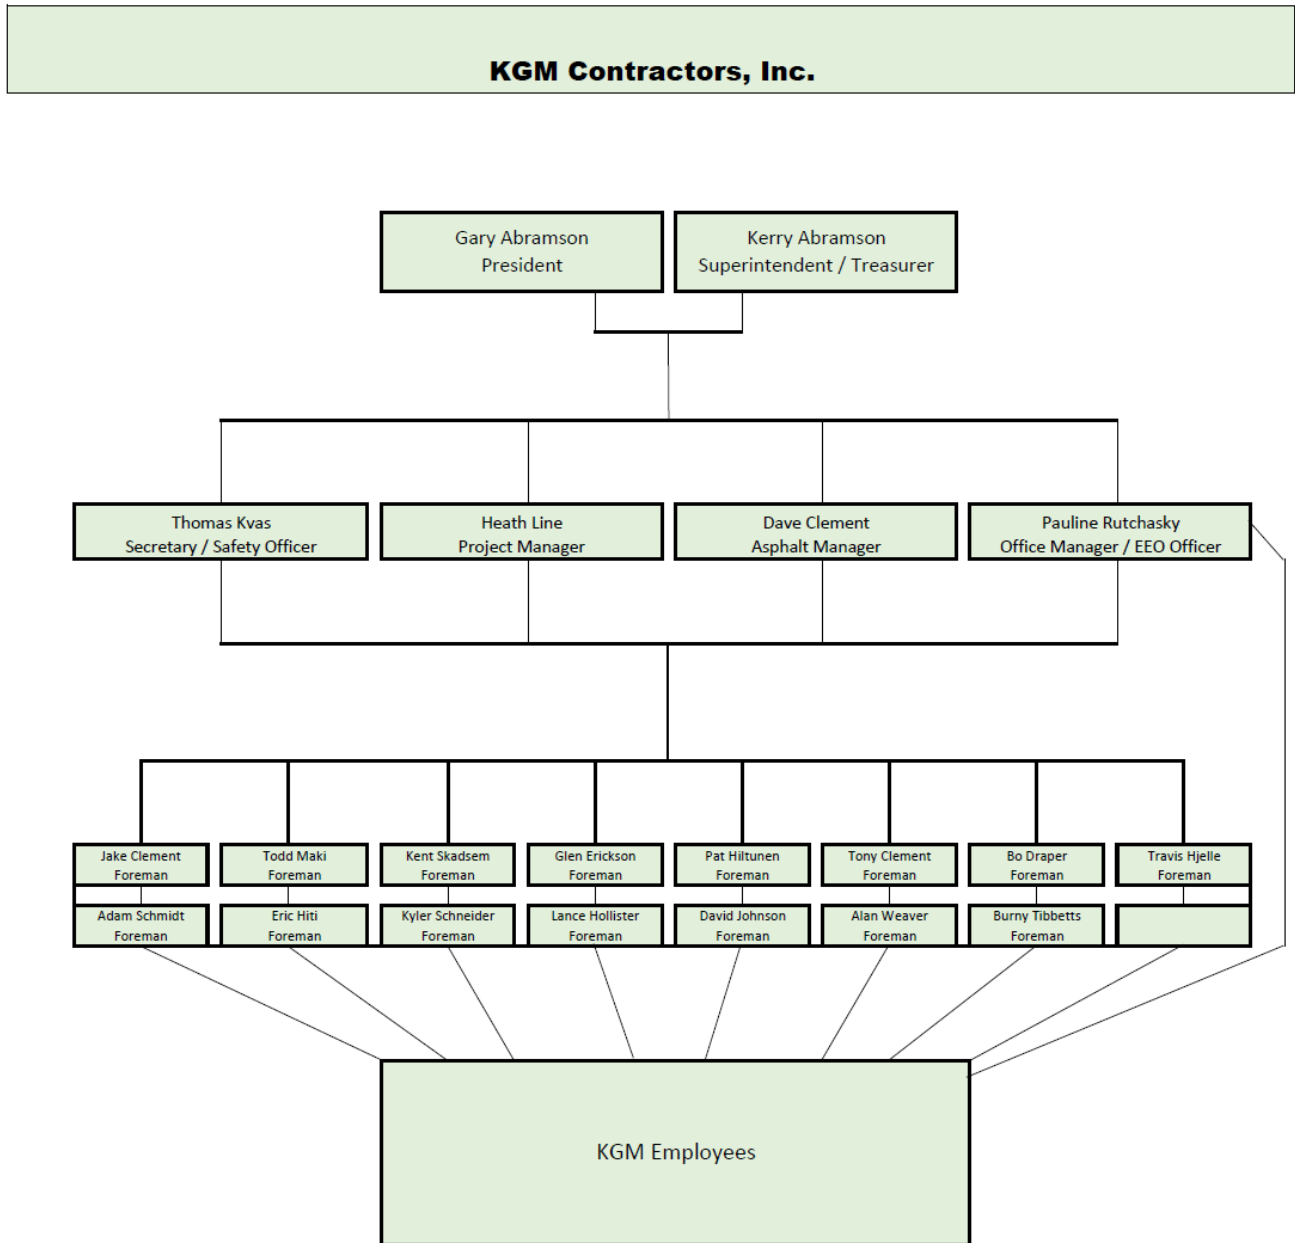 KGM Contractors, Inc.
Gary Abramson
President
Kerry Abramson
Superintendent / Treasurer
Thomas Kvas
Secretary / Safety Officer
Heath Line
Project Manager
Dave Clement
Asphalt Manager
Pauline Rutchasky
Office Manager / EEO Officer
Jake Clement
Foreman
Todd Maki
Foreman
Kent Skadsem
Foreman
Glen Erickson
Foreman
Pat Hiltunen
Foreman
Tony Clement
Foreman
Bo Draper
Foreman
Travis Hjelle
Foreman
Adam Schmidt
Foreman
Eric Hiti
Foreman
Kyler Schneider
Foreman
Lance Hollister
Foreman
David Johnson
Foreman
Alan Weaver
Foreman
Burny Tibbetts
Foreman
KGM Employees